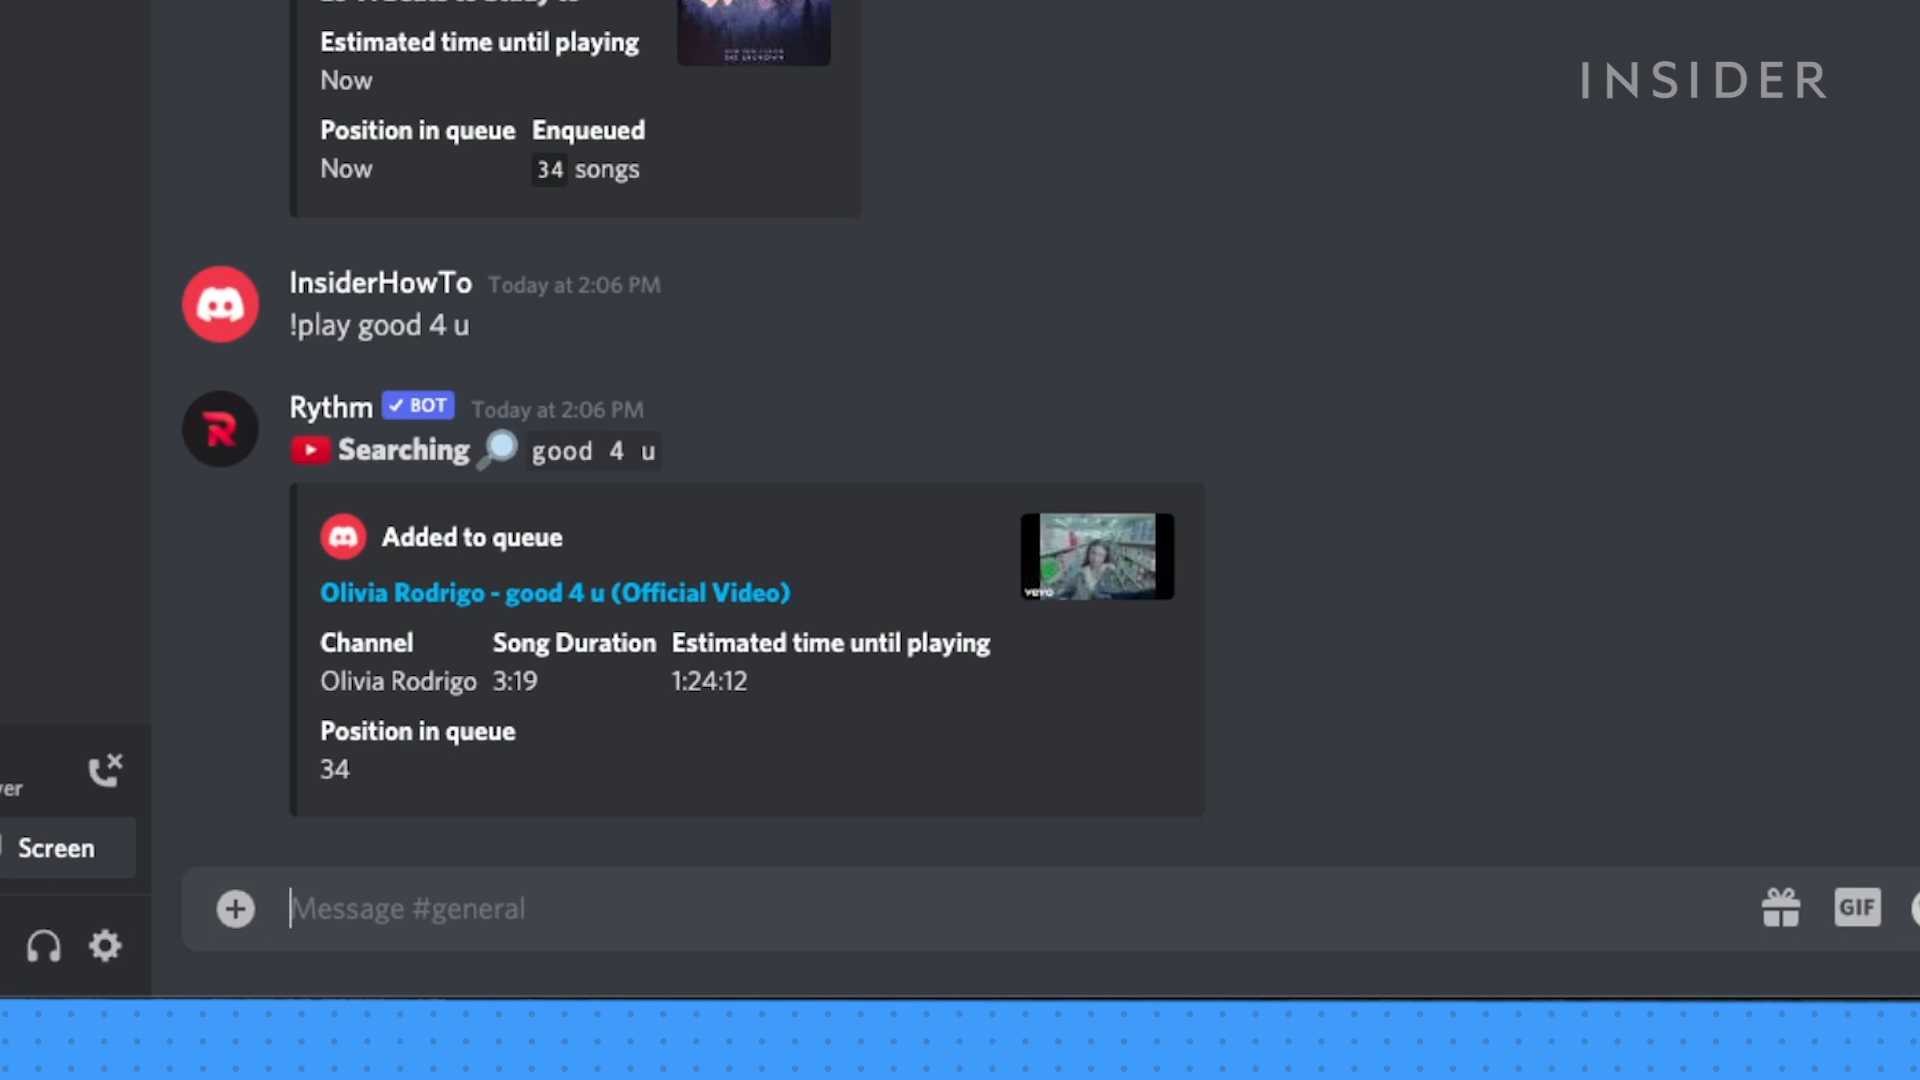 Estimated time until playing
Now
Position in queue Enqueued
Now 34 songs
INSIDER
InsiderHowTo Today at 2:06 PM
!play good 4 u
Rythm BOT Today at 2:06 PM
Searching good 4 u
Added to queue
Olivia Rodrigo - good 4 u (Official Video)
vevo
Channel Song Duration Estimated time until playing
Olivia Rodrigo 3:19 1:24:12
Position in queue
34
Screen
Message #general
GIF